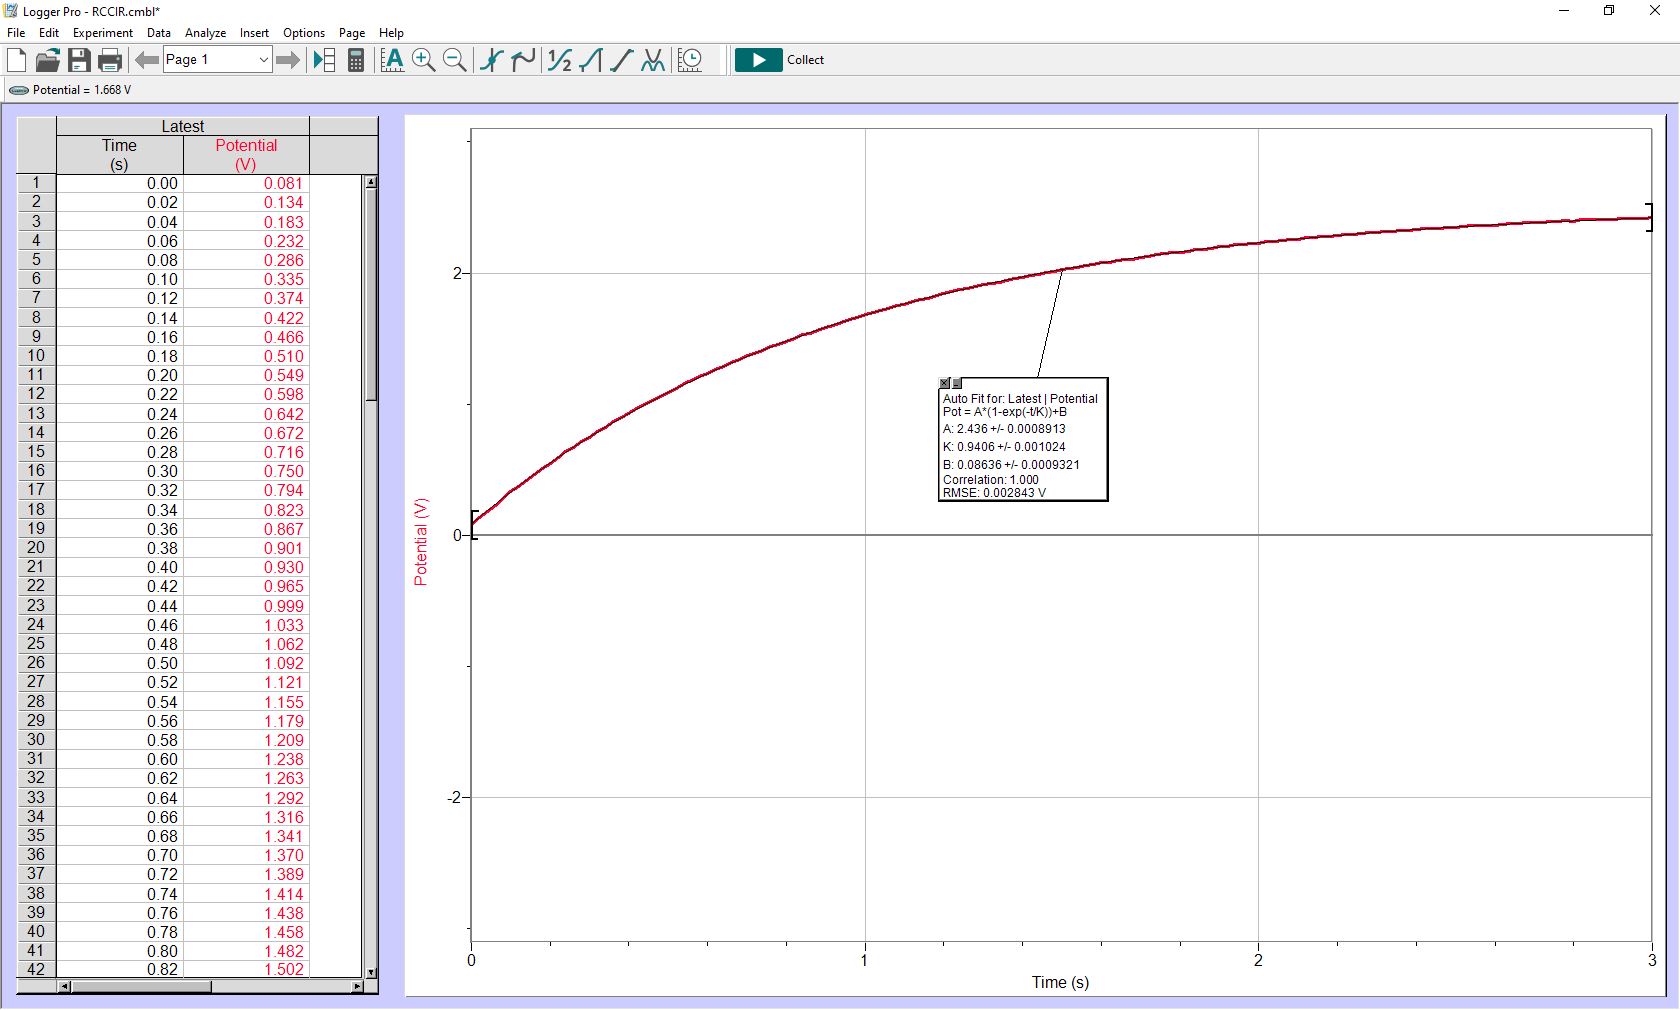 Logger Pro - RCCIR.cmbl*
File Edit Experiment Data Analyze Insert Options Page Help
Page 1 Collect
Potential = 1.668 V
Latest
Time Potential
(s) (V)
1 0.00 0.081
2 0.02 0.134
3 0.04 0.183
4 0.06 0.232
5 0.08 0.286
6 0.10 0.335
7 0.12 0.374
8 0.14 0.422
9 0.16 0.466
10 0.18 0.510
11 0.20 0.549
12 0.22 0.598
13 0.24 0.642
14 0.26 0.672
15 0.28 0.716
16 0.30 0.750
17 0.32 0.794
18 0.34 0.823
19 0.36 0.867
20 0.38 0.901
21 0.40 0.930
22 0.42 0.965
23 0.44 0.999
24 0.46 1.033
25 0.48 1.062
26 0.50 1.092
27 0.52 1.121
28 0.54 1.155
29 0.56 1.179
30 0.58 1.209
31 0.60 1.238
32 0.62 1.263
33 0.64 1.292
34 0.66 1.316
35 0.68 1.341
36 0.70 1.370
37 0.72 1.389
38 0.74 1.414
39 0.76 1.438
40 0.78 1.458
41 0.80 1.482
42 0.82 1.502
Potential (V)
2
0
-2
Auto Fit for: Latest | Potential
Pot = A*(1-exp(-t/K))+B
A: 2.436 +/- 0.0008913
K: 0.9406 +/- 0.001024
B: 0.08636 +/- 0.0009321
Correlation: 1.000
RMSE: 0.002843 V
0 1 2 3
Time (s)